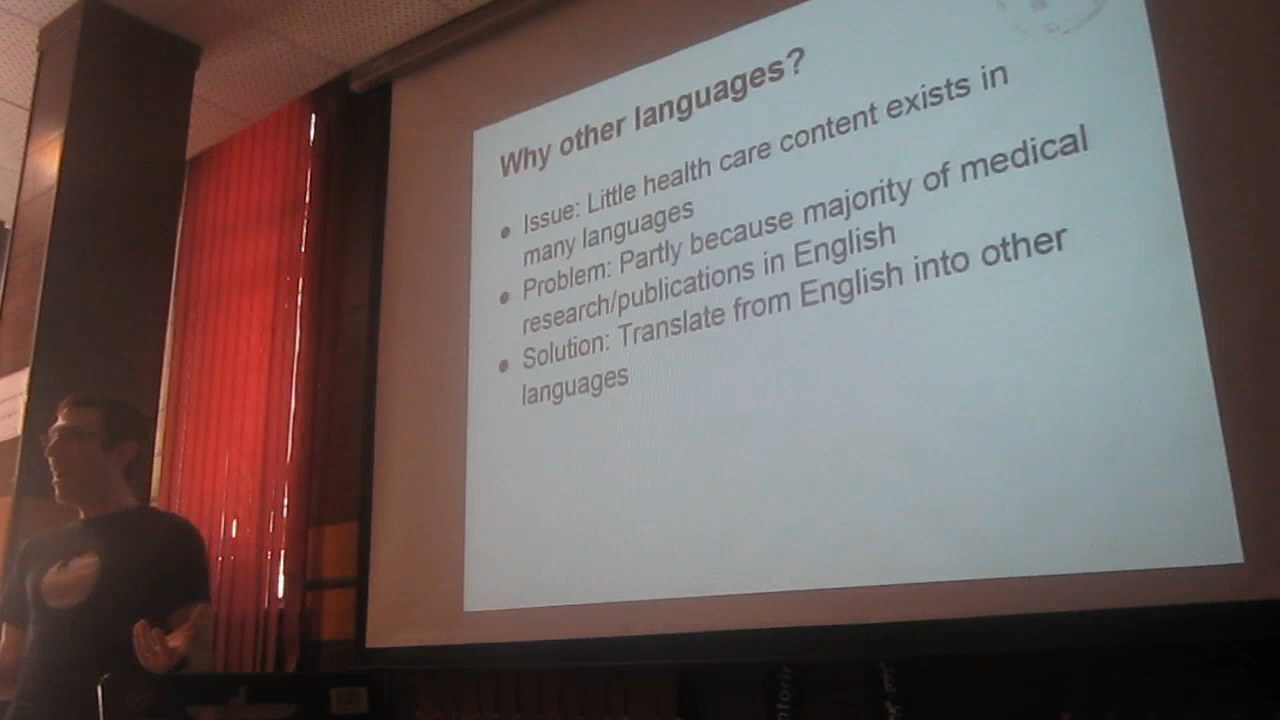 Why other languages?
• Issue: Little health care content exists in
many languages
• Problem: Partly because majority of medical
research/publications in English
• Solution: Translate from English into other
languages